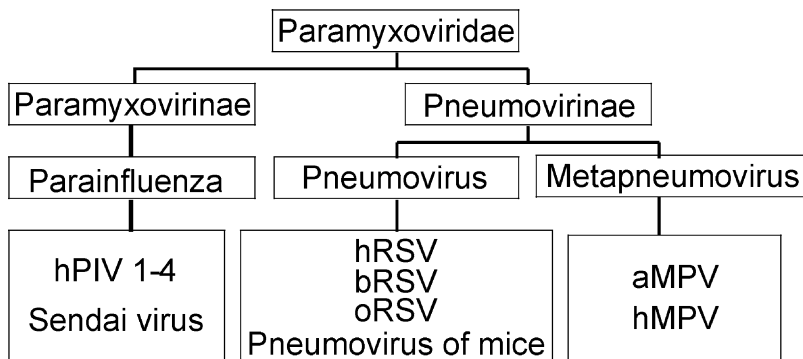 Paramyxoviridae
Paramyxovirinae
Pneumovirinae
Parainfluenza
Pneumovirus
Metapneumovirus
hPIV 1-4
Sendai virus
hRSV
bRSV
oRSV
Pneumovirus of mice
aMPV
hMPV